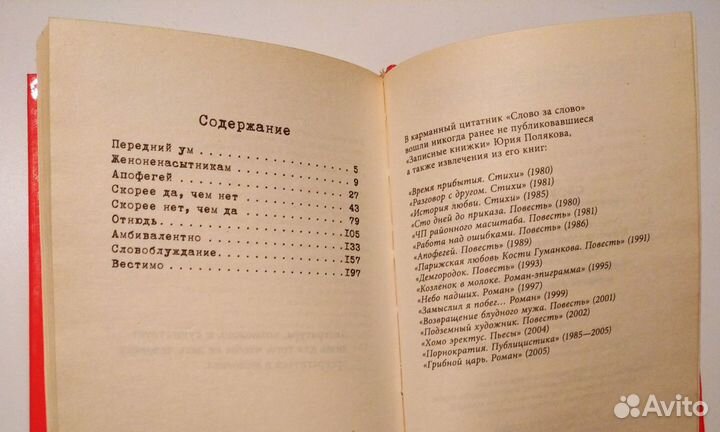 Содержание
Передний ум . . . . . . . . . . . . . . . 5
Женоненасытникам . . . . . . . . . . . 9
Апофегей . . . . . . . . . . . . . . . . 27
Скорее да, чем нет . . . . . . . . . . 43
Скорее нет, чем да . . . . . . . . . . 79
Отнюдь . . . . . . . . . . . . . . . . . 105
Амбивалентно . . . . . . . . . . . . . 133
Словоблуждание . . . . . . . . . . . . 157
Вестимо . . . . . . . . . . . . . . . . 197
В карманный цитатник «Слово за слово»
вошли никогда ранее не публиковавшиеся
«Записные книжки» Юрия Полякова,
а также извлечения из его книг:
«Время прибытия. Стихи» (1980)
«Разговор с другом. Стихи» (1981)
«История любви. Стихи» (1985)
«Сто дней до приказа. Повесть» (1980)
«ЧП районного масштаба. Повесть» (1981)
«Работа над ошибками. Повесть» (1986)
«Апофегей. Повесть» (1989)
«Парижская любовь Кости Гуманкова. Повесть» (1991)
«Демгородок. Повесть» (1993)
«Козленок в молоке. Роман-эпиграмма» (1995)
«Небо падших. Роман» (1997)
«Замыслил я побег... Роман» (1999)
«Возвращение блудного мужа. Повесть» (2001)
«Подземный художник. Повесть» (2002)
«Хомо эректус. Пьесы» (2004)
«Порнократия. Публицистика» (1985—2005)
«Грибной царь. Роман» (2005)
Avito